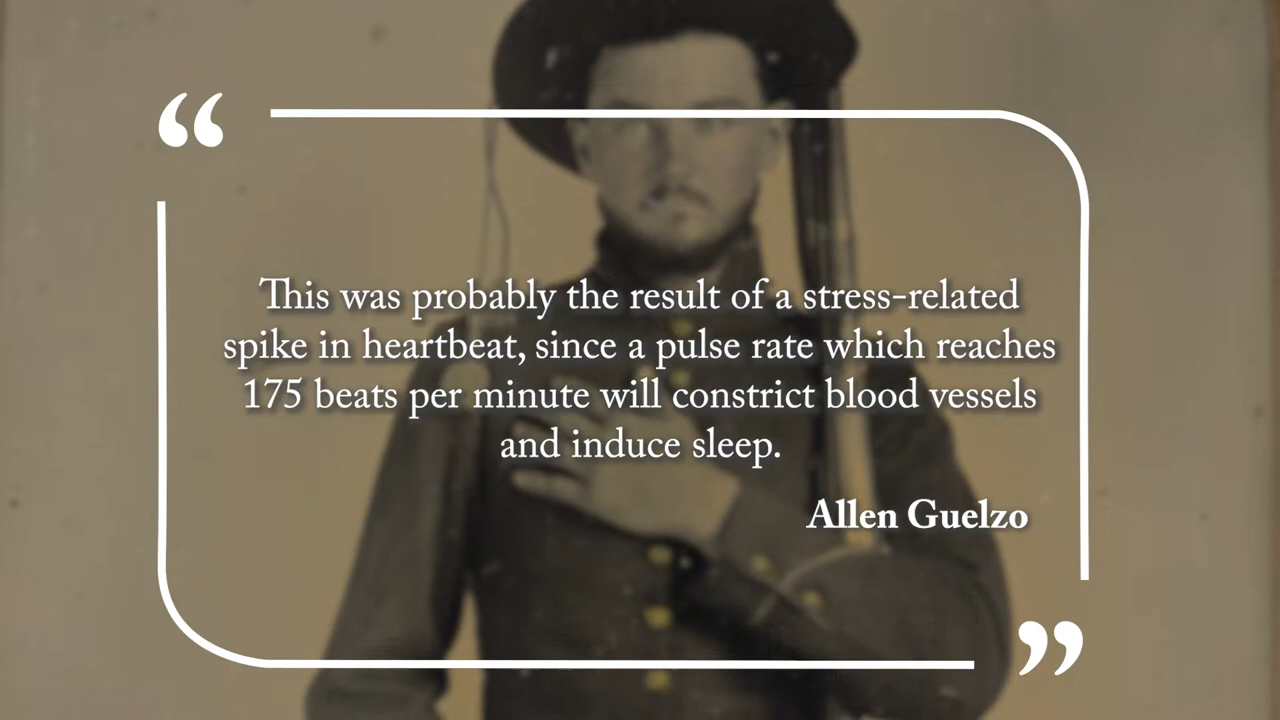 “
This was probably the result of a stress-related
spike in heartbeat, since a pulse rate which reaches
175 beats per minute will constrict blood vessels
and induce sleep.
Allen Guelzo
”